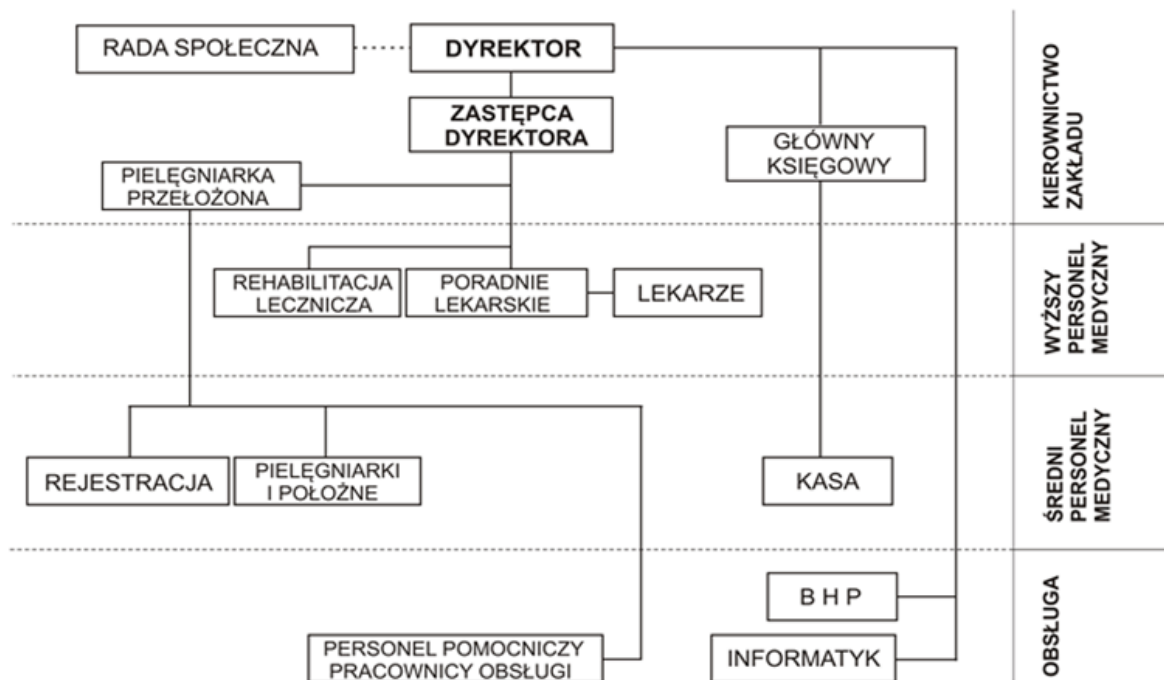 RADA SPOŁECZNA
DYREKTOR
ZASTĘPCA
DYREKTORA
GŁÓWNY
KSIĘGOWY
PIELĘGNIARKA
PRZEŁOŻONA
KIEROWNICTWO
ZAKŁADU
REHABILITACJA
LECZNICZA
PORADNIE
LEKARSKIE
LEKARZE
WYŻSZY
PERSONEL
MEDYCZNY
REJESTRACJA
PIELĘGNIARKI
I POŁOŻNE
KASA
ŚREDNI
PERSONEL
MEDYCZNY
B H P
PERSONEL POMOCNICZY
PRACOWNICY OBSŁUGI
INFORMATYK
OBSŁUGA